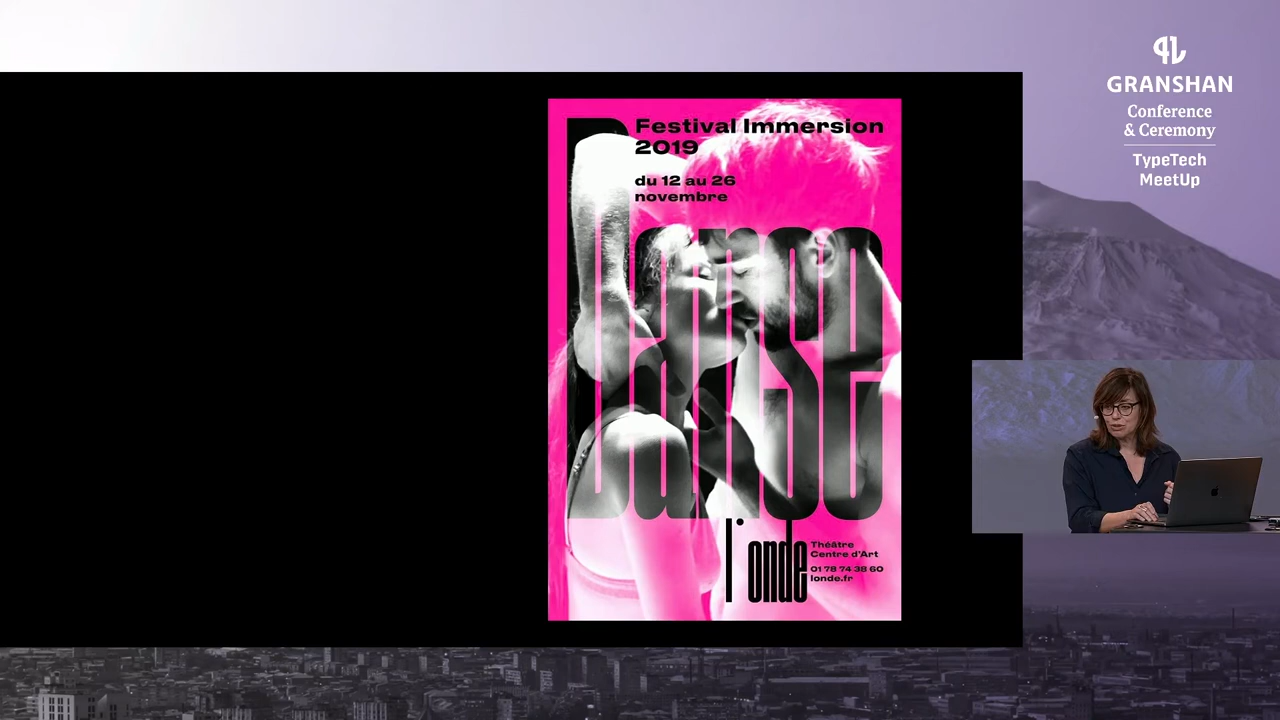 GRANSHAN
Conference
& Ceremony
TypeTech
MeetUp
Festival Immersion
2019
du 12 au 26
novembre
Danse
l'onde
Théâtre
Centre d'Art
01 78 74 38 60
londe.fr